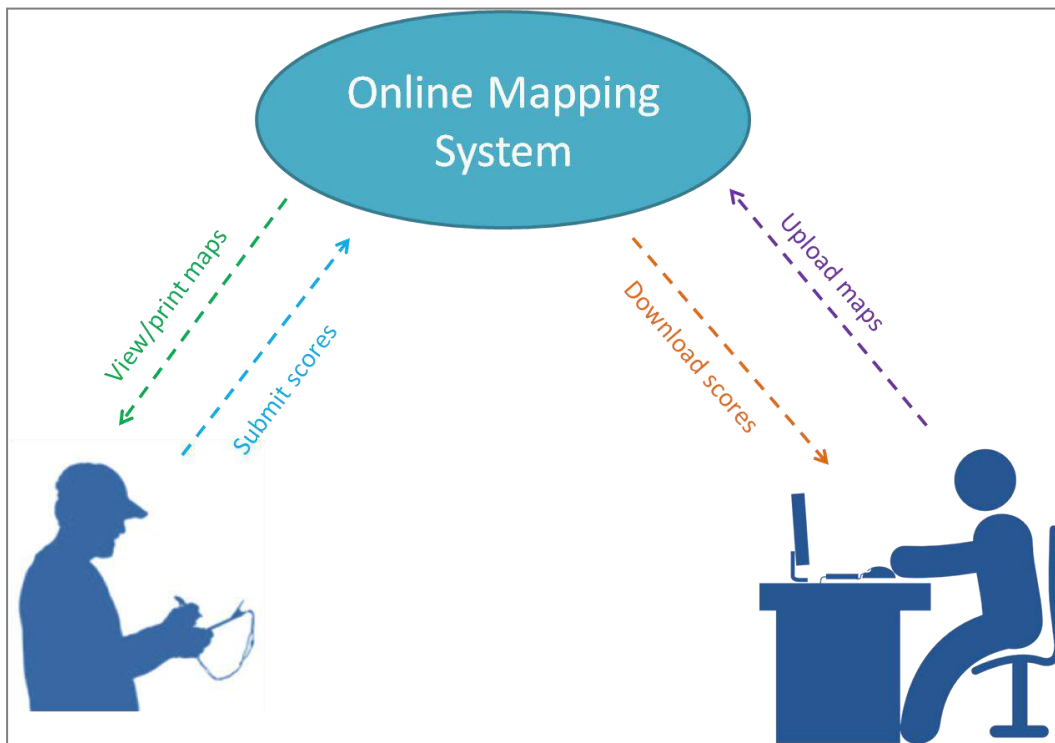 Online Mapping
System
View/print maps
Submit scores
Download scores
Upload maps